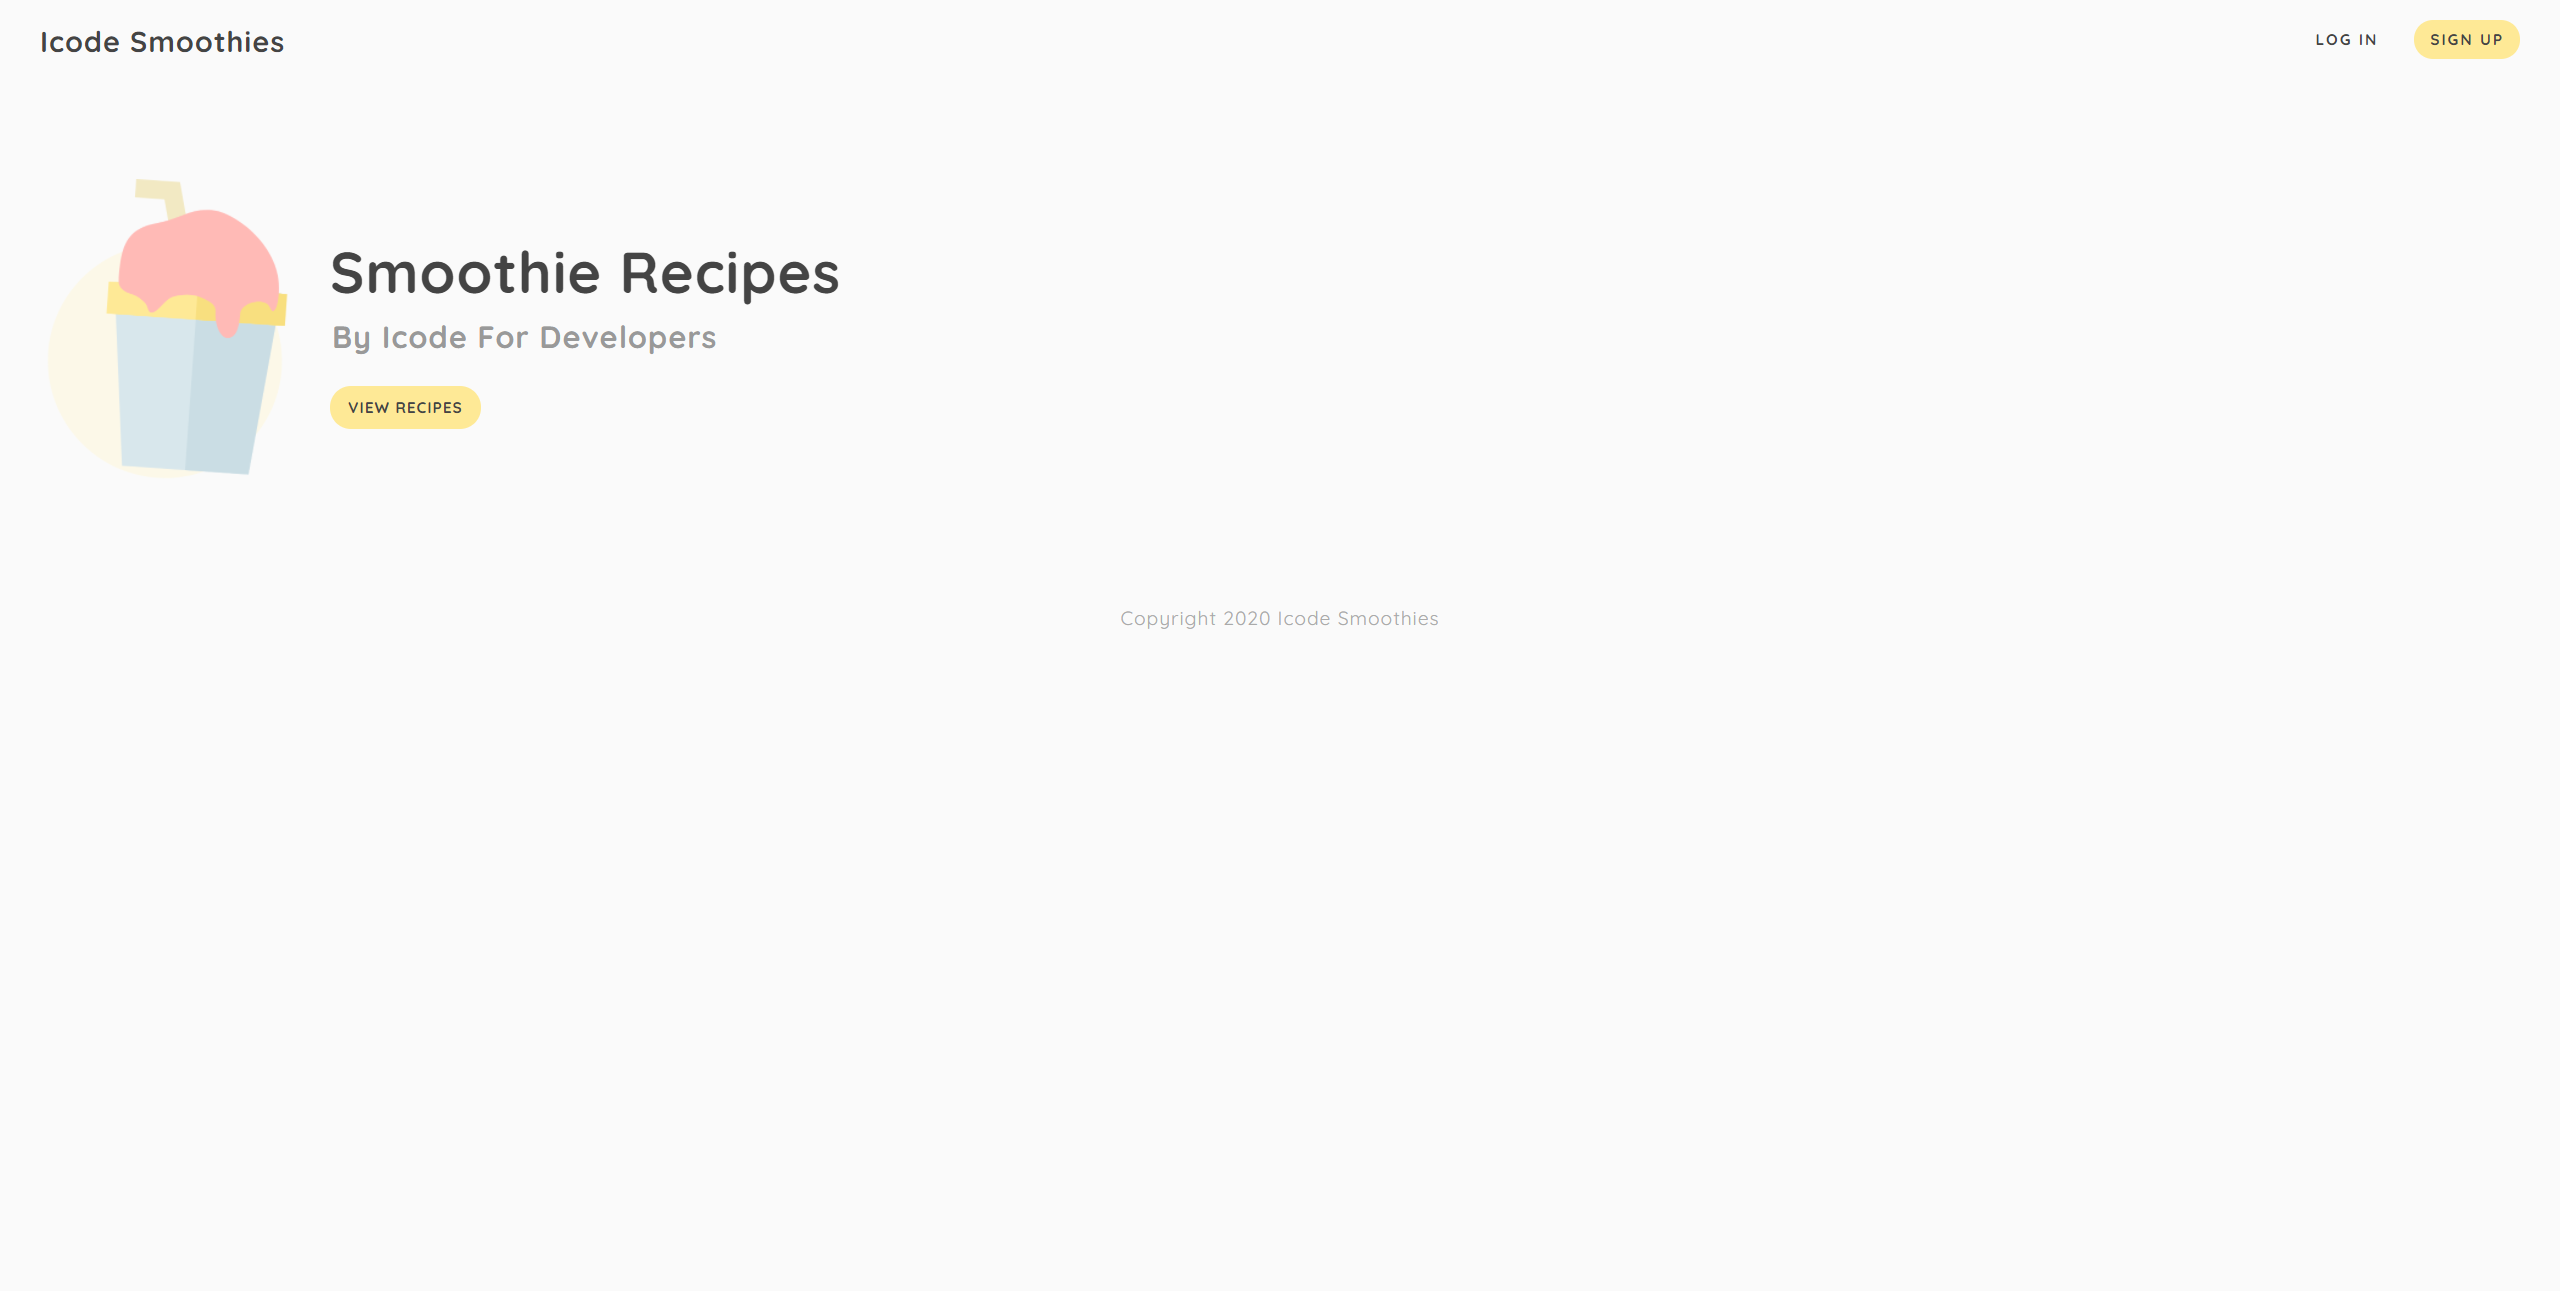 Icode Smoothies
LOG IN
SIGN UP
Smoothie Recipes
By Icode For Developers
VIEW RECIPES
Copyright 2020 Icode Smoothies